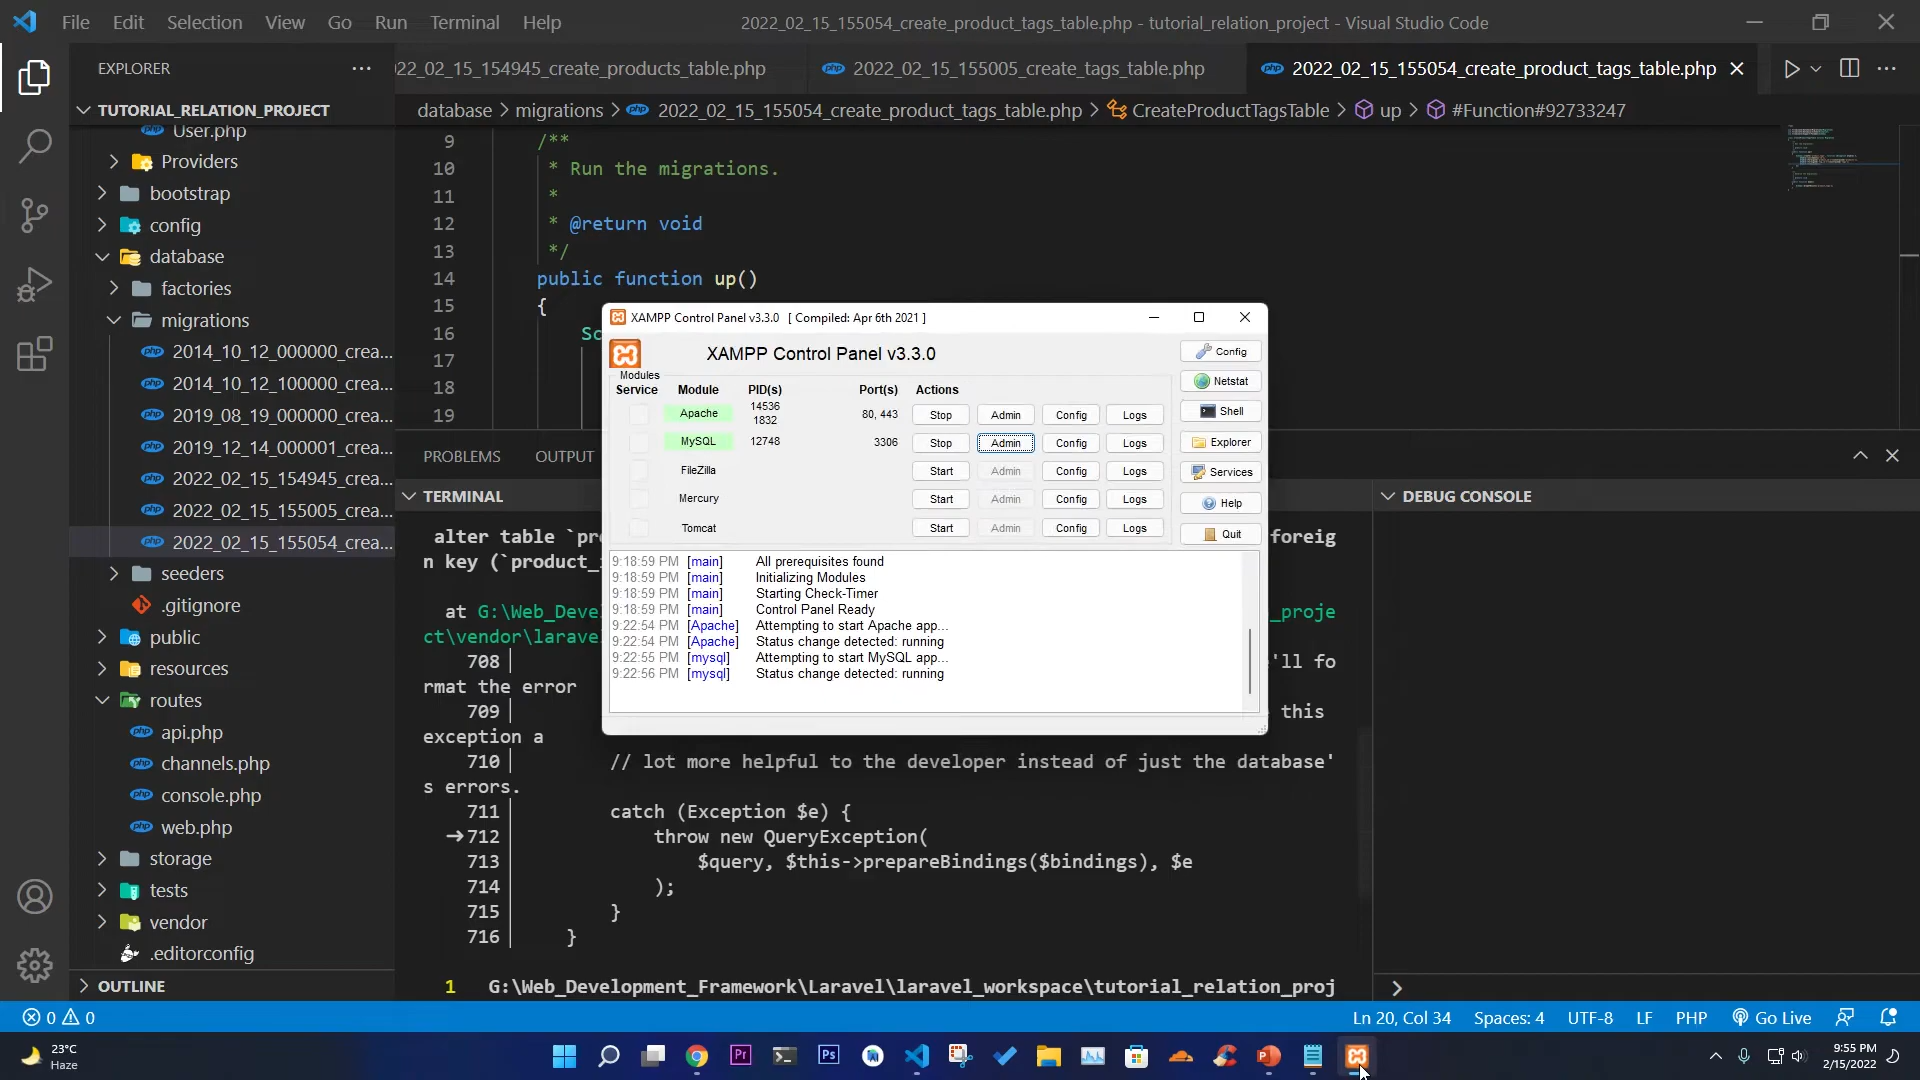 File Edit Selection View Go Run Terminal Help
2022_02_15_155054_create_product_tags_table.php - tutorial_relation_project - Visual Studio Code
EXPLORER
22_02_15_154945_create_products_table.php
2022_02_15_155005_create_tags_table.php
2022_02_15_155054_create_product_tags_table.php
TUTORIAL_RELATION_PROJECT
database > migrations > 2022_02_15_155054_create_product_tags_table.php > CreateProductTagsTable > up > #Function#92733247
User.php
Providers
bootstrap
config
database
factories
migrations
2014_10_12_000000_crea...
2014_10_12_100000_crea...
2019_08_19_000000_crea...
2019_12_14_000001_crea...
2022_02_15_154945_crea...
2022_02_15_155005_crea...
2022_02_15_155054_crea...
seeders
.gitignore
public
resources
routes
api.php
channels.php
console.php
web.php
storage
tests
vendor
.editorconfig
OUTLINE
9 /**
10 * Run the migrations.
11 *
12 * @return void
13 */
14 public function up()
15 {
16 Sc
17
18
19
XAMPP Control Panel v3.3.0 [ Compiled: Apr 6th 2021 ]
XAMPP Control Panel v3.3.0
Modules
Service Module PID(s) Port(s) Actions
Apache 14536 1832 80, 443 Stop Admin Config Logs
MySQL 12748 3306 Stop Admin Config Logs
FileZilla Start Admin Config Logs
Mercury Start Admin Config Logs
Tomcat Start Admin Config Logs
Config
Netstat
Shell
Explorer
Services
Help
Quit
9:18:59 PM [main] All prerequisites found
9:18:59 PM [main] Initializing Modules
9:18:59 PM [main] Starting Check-Timer
9:18:59 PM [main] Control Panel Ready
9:22:54 PM [Apache] Attempting to start Apache app...
9:22:54 PM [Apache] Status change detected: running
9:22:55 PM [mysql] Attempting to start MySQL app...
9:22:56 PM [mysql] Status change detected: running
PROBLEMS OUTPUT
TERMINAL
DEBUG CONSOLE
alter table `pr foreig
n key (`product_
at G:\Web_Deve _proje
ct\vendor\larave
708| 'll fo
rmat the error
709| this
exception a
710| // lot more helpful to the developer instead of just the database'
s errors.
711| catch (Exception $e) {
➜712| throw new QueryException(
713| $query, $this->prepareBindings($bindings), $e
714| );
715| }
716| }
1 G:\Web_Development_Framework\Laravel\laravel_workspace\tutorial_relation_proj
0 0
Ln 20, Col 34 Spaces: 4 UTF-8 LF PHP Go Live
23°C
Haze
Pr
Ps
9:55 PM
2/15/2022